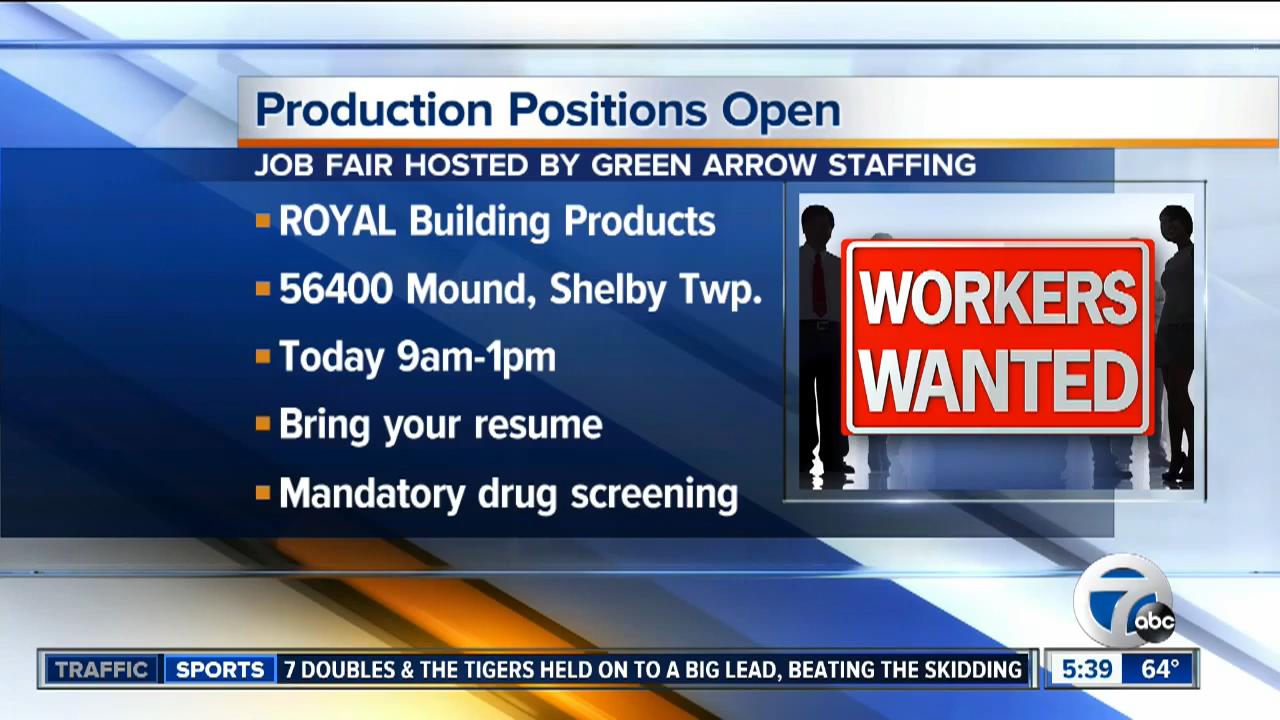 Production Positions Open
JOB FAIR HOSTED BY GREEN ARROW STAFFING
ROYAL Building Products
56400 Mound, Shelby Twp.
Today 9am-1pm
Bring your resume
Mandatory drug screening
WORKERS
WANTED
7
abc
TRAFFIC SPORTS 7 DOUBLES & THE TIGERS HELD ON TO A BIG LEAD, BEATING THE SKIDDING 5:39 64°